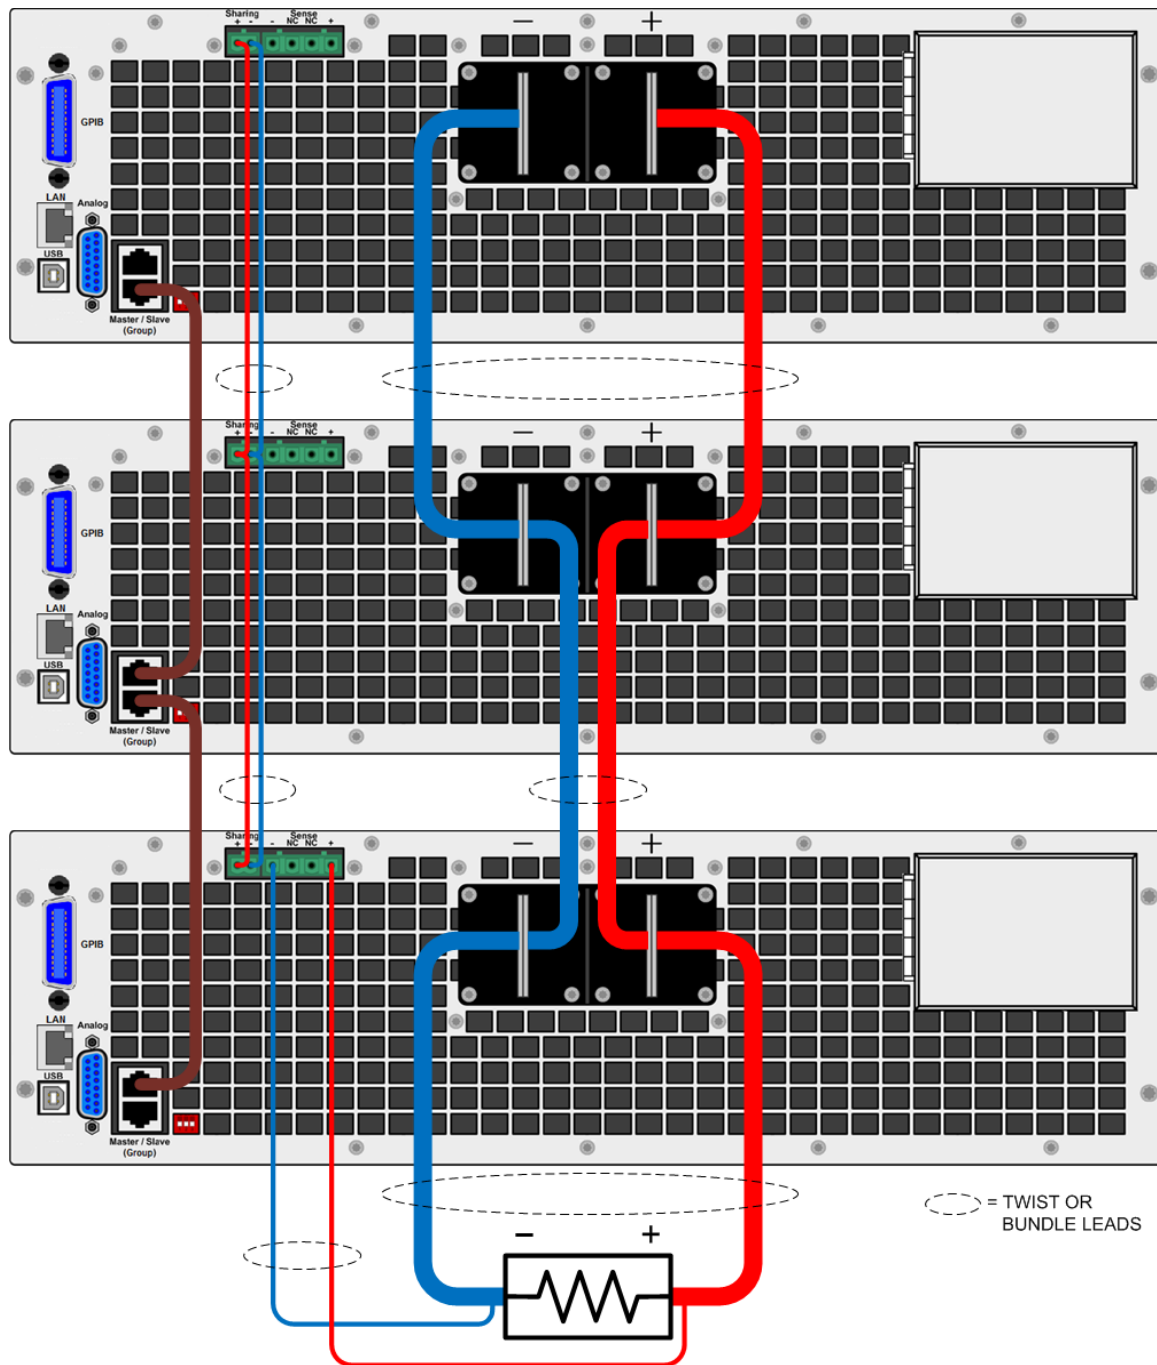 Sharing Sense
+ - - NC NC +
− +
GPIB
LAN
Analog
USB
Master / Slave
(Group)
Sharing Sense
+ - - NC NC +
− +
GPIB
LAN
Analog
USB
Master / Slave
(Group)
Sharing Sense
+ - - NC NC +
− +
GPIB
LAN
Analog
USB
Master / Slave
(Group)
= TWIST OR
BUNDLE LEADS
− +